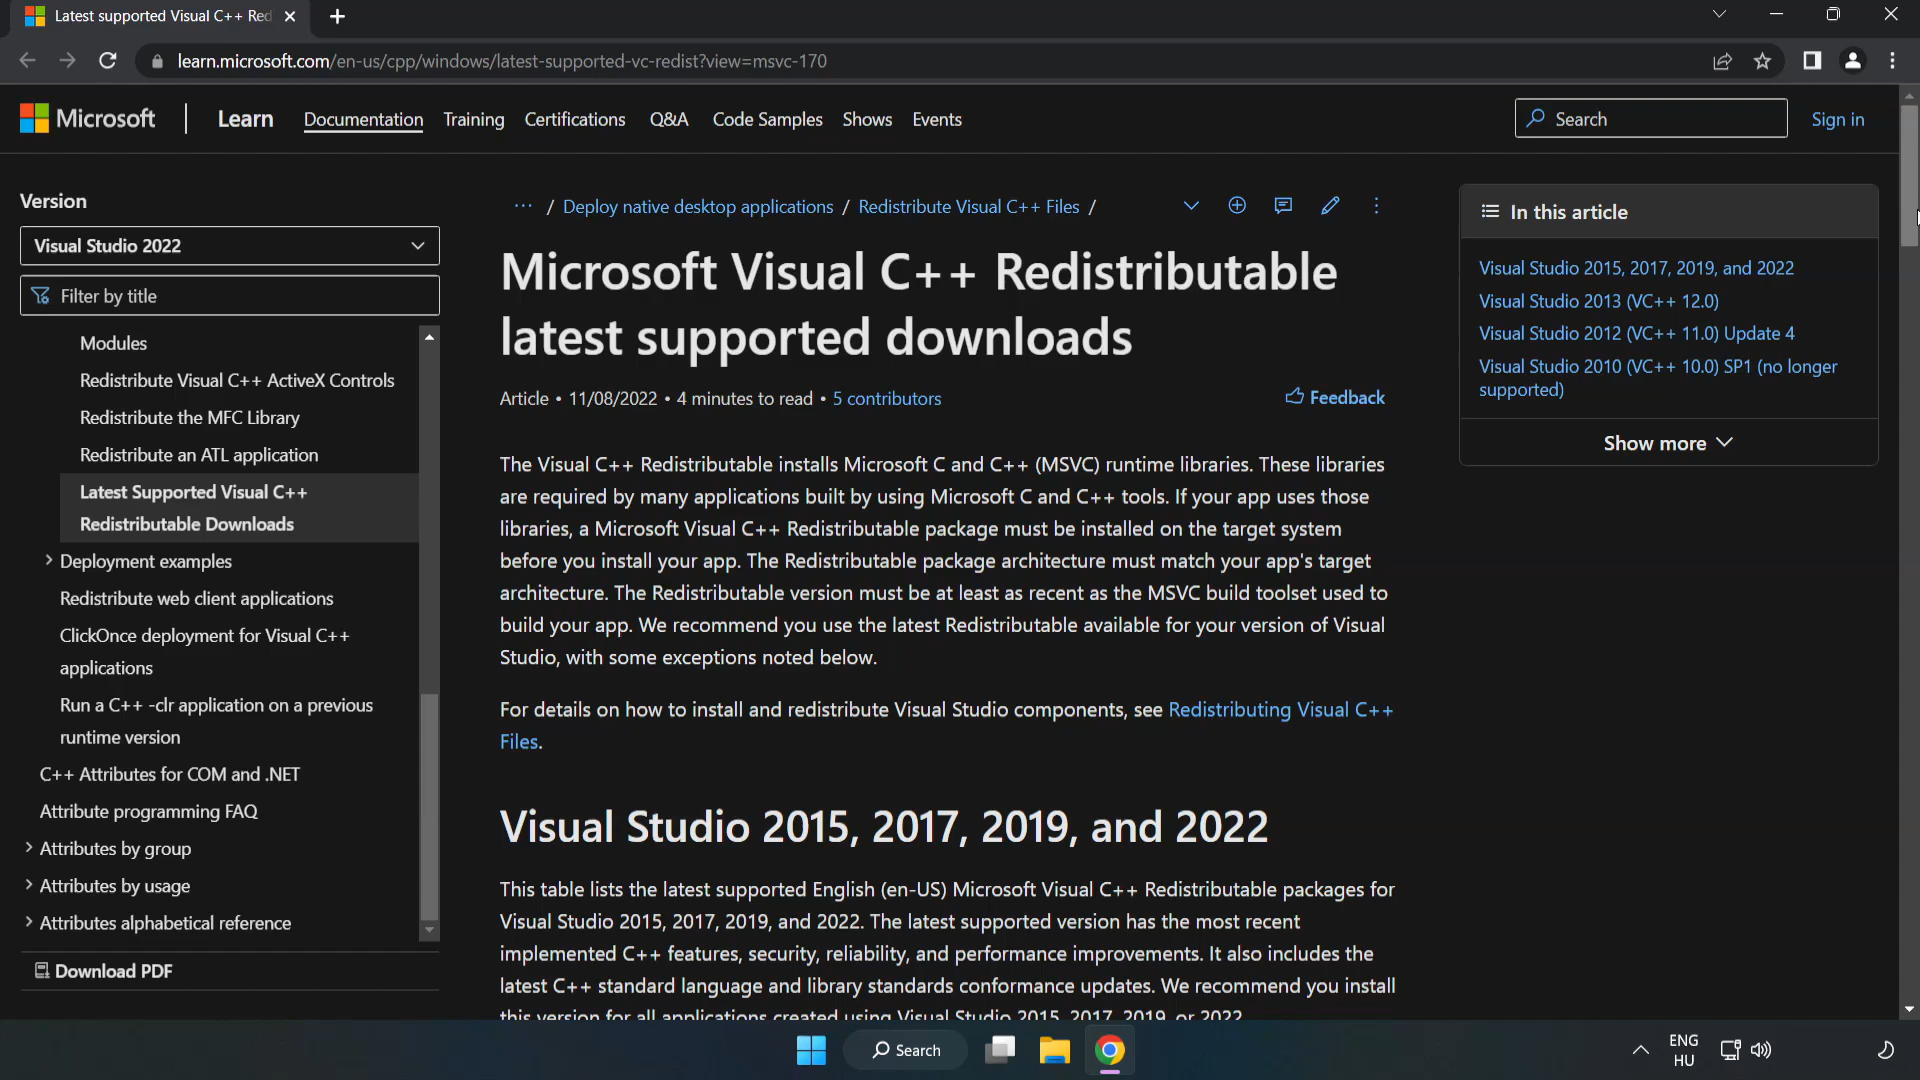 Latest supported Visual C++ Red
learn.microsoft.com/en-us/cpp/windows/latest-supported-vc-redist?view=msvc-170
Microsoft
Learn
Documentation
Training
Certifications
Q&A
Code Samples
Shows
Events
Search
Sign in
Version
Visual Studio 2022
Filter by title
Modules
Redistribute Visual C++ ActiveX Controls
Redistribute the MFC Library
Redistribute an ATL application
Latest Supported Visual C++
Redistributable Downloads
Deployment examples
Redistribute web client applications
ClickOnce deployment for Visual C++
applications
Run a C++ -clr application on a previous
runtime version
C++ Attributes for COM and .NET
Attribute programming FAQ
Attributes by group
Attributes by usage
Attributes alphabetical reference
Download PDF
··· / Deploy native desktop applications / Redistribute Visual C++ Files /
Microsoft Visual C++ Redistributable
latest supported downloads
Article • 11/08/2022 • 4 minutes to read • 5 contributors
Feedback
The Visual C++ Redistributable installs Microsoft C and C++ (MSVC) runtime libraries. These libraries
are required by many applications built by using Microsoft C and C++ tools. If your app uses those
libraries, a Microsoft Visual C++ Redistributable package must be installed on the target system
before you install your app. The Redistributable package architecture must match your app's target
architecture. The Redistributable version must be at least as recent as the MSVC build toolset used to
build your app. We recommend you use the latest Redistributable available for your version of Visual
Studio, with some exceptions noted below.
For details on how to install and redistribute Visual Studio components, see Redistributing Visual C++
Files.
Visual Studio 2015, 2017, 2019, and 2022
This table lists the latest supported English (en-US) Microsoft Visual C++ Redistributable packages for
Visual Studio 2015, 2017, 2019, and 2022. The latest supported version has the most recent
implemented C++ features, security, reliability, and performance improvements. It also includes the
latest C++ standard language and library standards conformance updates. We recommend you install
this version for all applications created using Visual Studio 2015, 2017, 2019, or 2022.
In this article
Visual Studio 2015, 2017, 2019, and 2022
Visual Studio 2013 (VC++ 12.0)
Visual Studio 2012 (VC++ 11.0) Update 4
Visual Studio 2010 (VC++ 10.0) SP1 (no longer
supported)
Show more
Search
ENG
HU